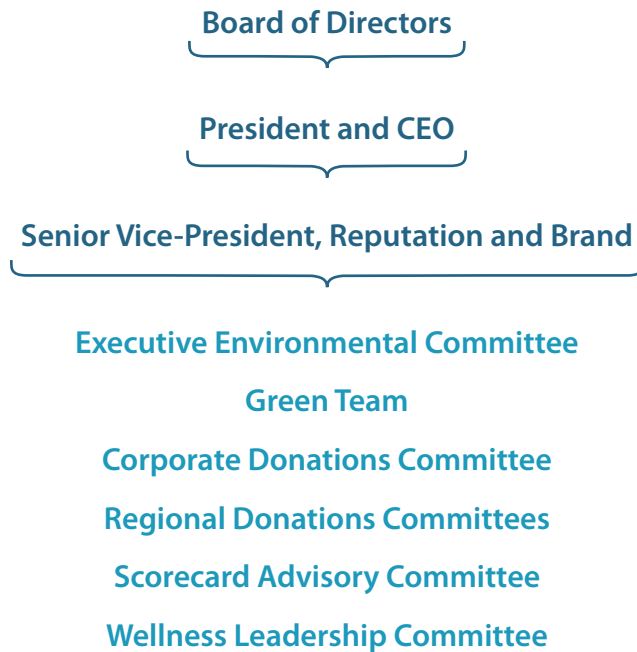 Board of Directors
President and CEO
Senior Vice-President, Reputation and Brand
Executive Environmental Committee
Green Team
Corporate Donations Committee
Regional Donations Committees
Scorecard Advisory Committee
Wellness Leadership Committee